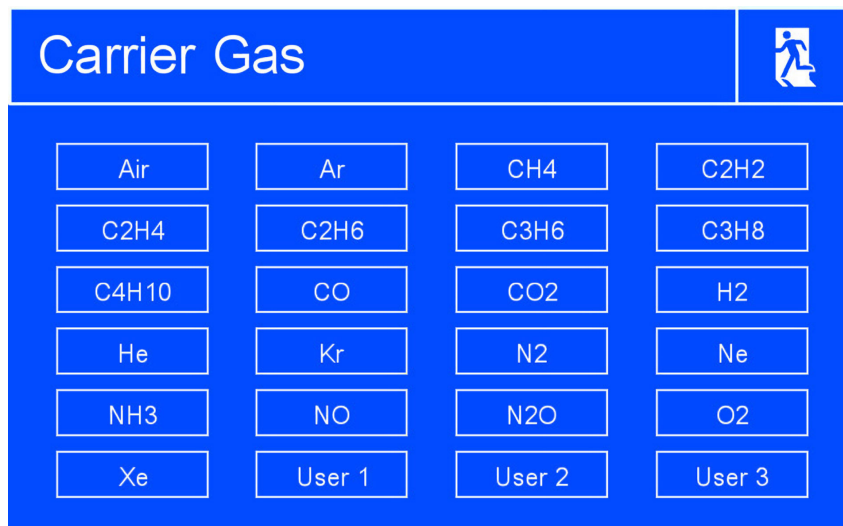 Carrier Gas
Air Ar CH4 C2H2
C2H4 C2H6 C3H6 C3H8
C4H10 CO CO2 H2
He Kr N2 Ne
NH3 NO N2O O2
Xe User 1 User 2 User 3